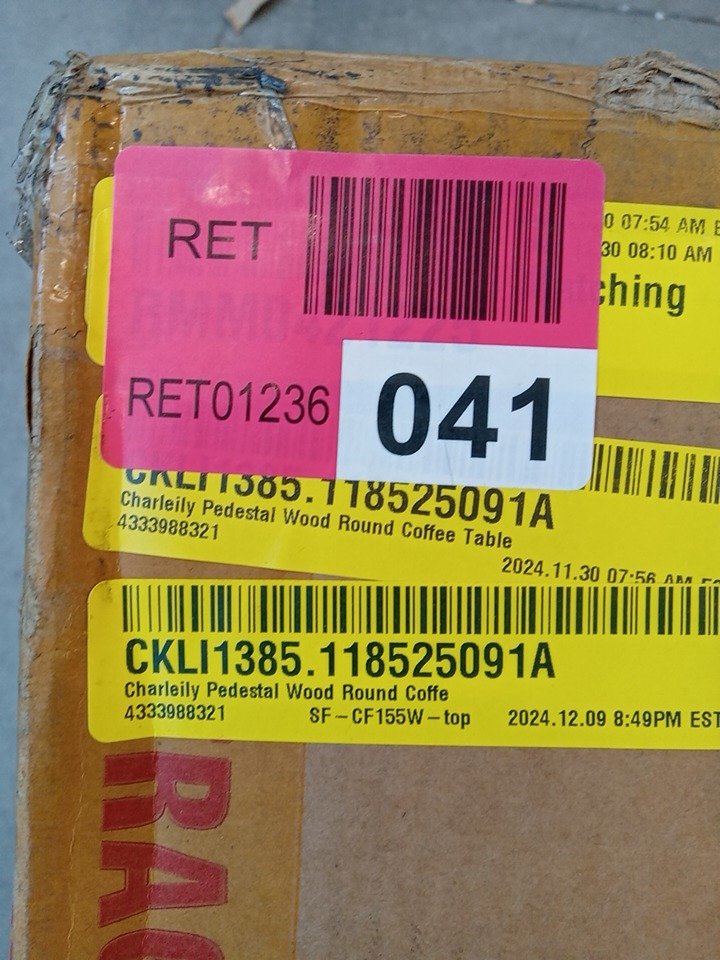 0 07:54 AM E
30 08:10 AM
ching
RET
RET01236
041
CKLI1385.118525091A
Charleily Pedestal Wood Round Coffee Table
4333988321
2024.11.30 07:56 AM
CKLI1385.118525091A
Charleily Pedestal Wood Round Coffe
4333988321 SF-CF155W-top 2024.12.09 8:49PM EST
RAG